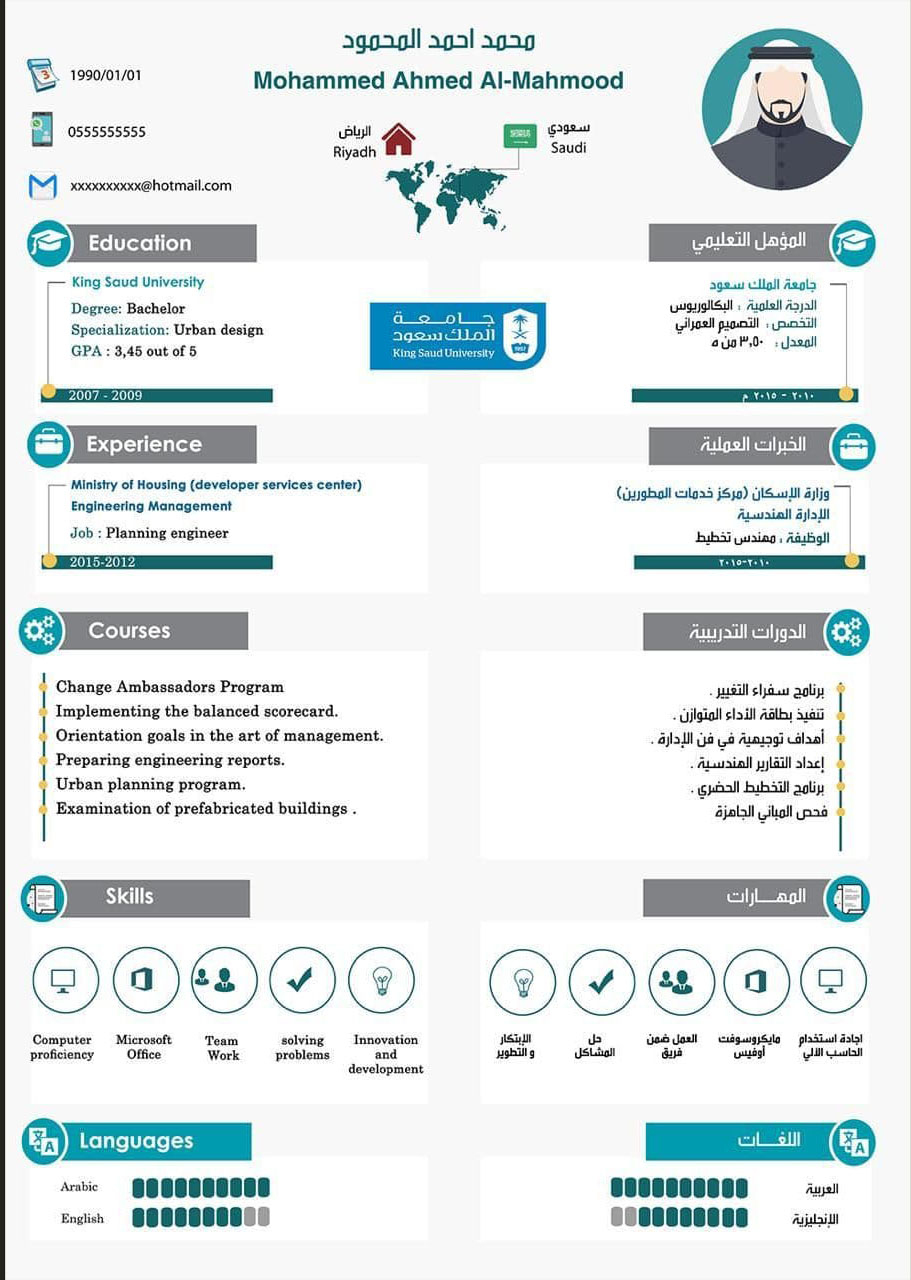 محمد احمد المحمود
Mohammed Ahmed Al-Mahmood
1990/01/01
0555555555
xxxxxxxxxx@hotmail.com
الرياض
Riyadh
سعودي
Saudi
Education
King Saud University
Degree: Bachelor
Specialization: Urban design
GPA : 3,45 out of 5
2007 - 2009
جامعة
الملك سعود
King Saud University
1957
المؤهل التعليمي
جامعة الملك سعود
الدرجة العلمية : البكالوريوس
التخصص : التصميم العمراني
المعدل : ٣,٥٠ من ٥
٢٠١٠ - ٢٠١٥ م
Experience
Ministry of Housing (developer services center)
Engineering Management
Job : Planning engineer
2015-2012
الخبرات العملية
وزارة الإسكان (مركز خدمات المطورين)
الإدارة الهندسية
الوظيفة : مهندس تخطيط
٢٠١٠-٢٠١٥
Courses
Change Ambassadors Program
Implementing the balanced scorecard.
Orientation goals in the art of management.
Preparing engineering reports.
Urban planning program.
Examination of prefabricated buildings .
الدورات التدريبية
برنامج سفراء التغيير .
تنفيذ بطاقة الأداء المتوازن .
أهداف توجيهية في فن الإدارة .
إعداد التقارير الهندسية .
برنامج التخطيط الحضري .
فحص المباني الجاهزة
Skills
Computer
proficiency
Microsoft
Office
Team
Work
solving
problems
Innovation
and
development
المهـــارات
اجادة استخدام
الحاسب الآلي
مايكروسوفت
أوفيس
العمل ضمن
فريق
حل
المشاكل
الإبتكار
و التطوير
Languages
Arabic
English
اللغـــات
العربية
الإنجليزية